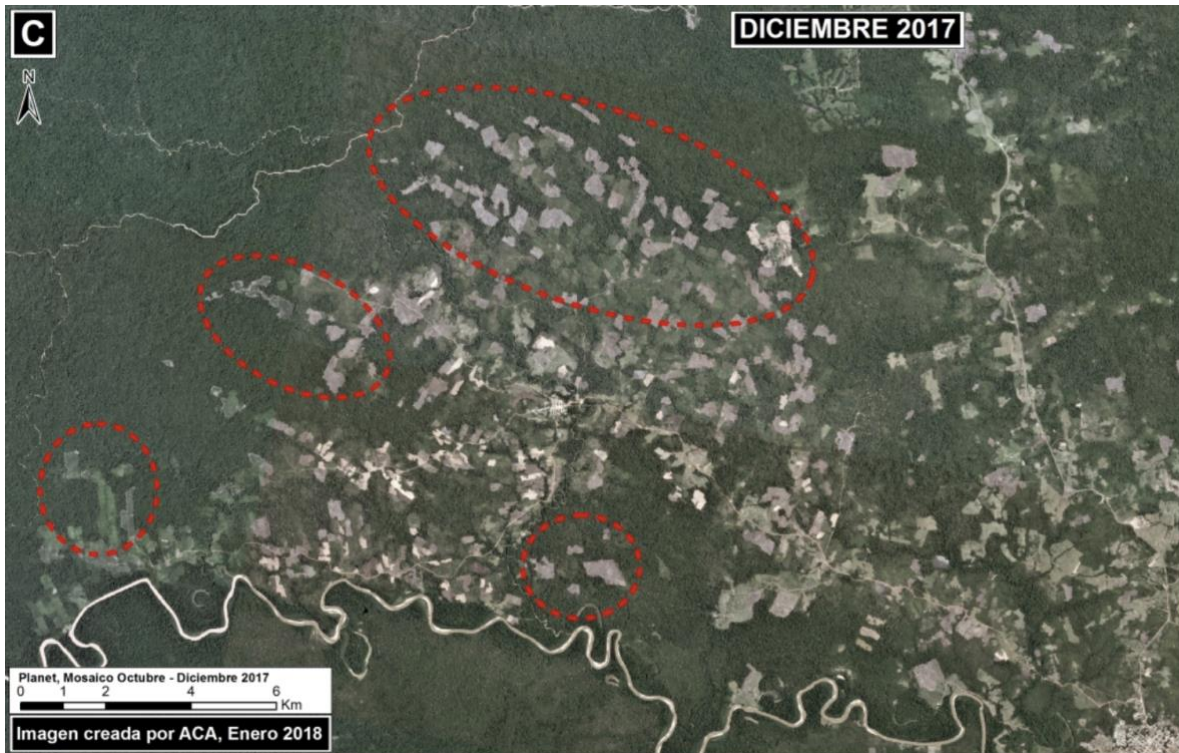 C
DICIEMBRE 2017
N
Planet, Mosaico Octubre - Diciembre 2017
0 1 2 4 6
Km
Imagen creada por ACA, Enero 2018